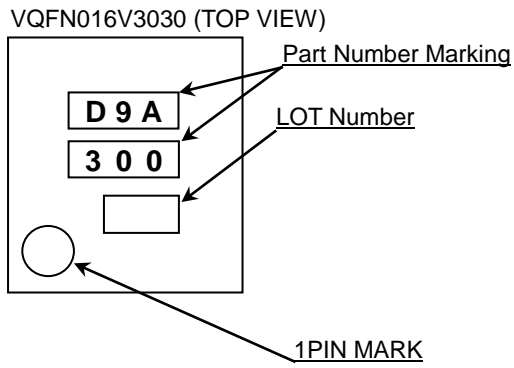 VQFN016V3030 (TOP VIEW)
Part Number Marking
D 9 A
LOT Number
3 0 0
1PIN MARK